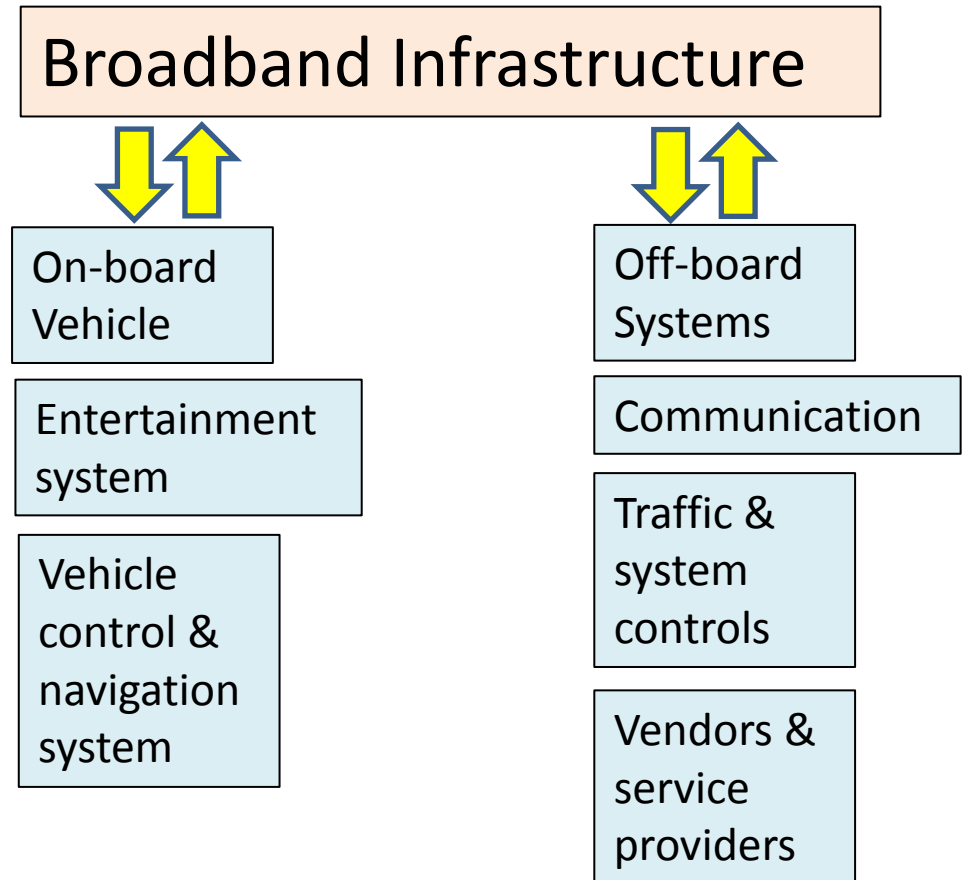 Broadband Infrastructure
On-board
Vehicle
Entertainment
system
Vehicle
control &
navigation
system
Off-board
Systems
Communication
Traffic &
system
controls
Vendors &
service
providers